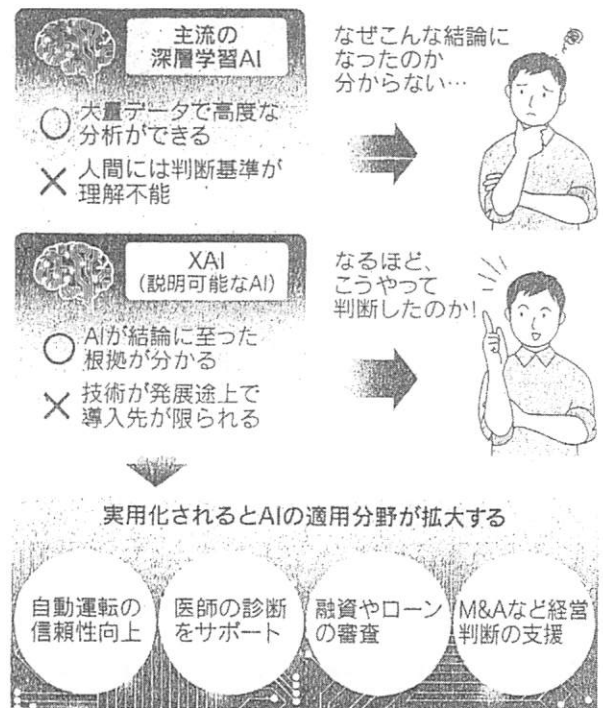 主流の
深層学習AI
○ 大量データで高度な
分析ができる
× 人間には判断基準が
理解不能
なぜこんな結論に
なったのか
分からない…
XAI
(説明可能なAI)
○ AIが結論に至った
根拠が分かる
× 技術が発展途上で
導入先が限られる
なるほど、
こうやって
判断したのか!
実用化されるとAIの適用分野が拡大する
自動運転の
信頼性向上
医師の診断
をサポート
融資やローン
の審査
M&Aなど経営
判断の支援